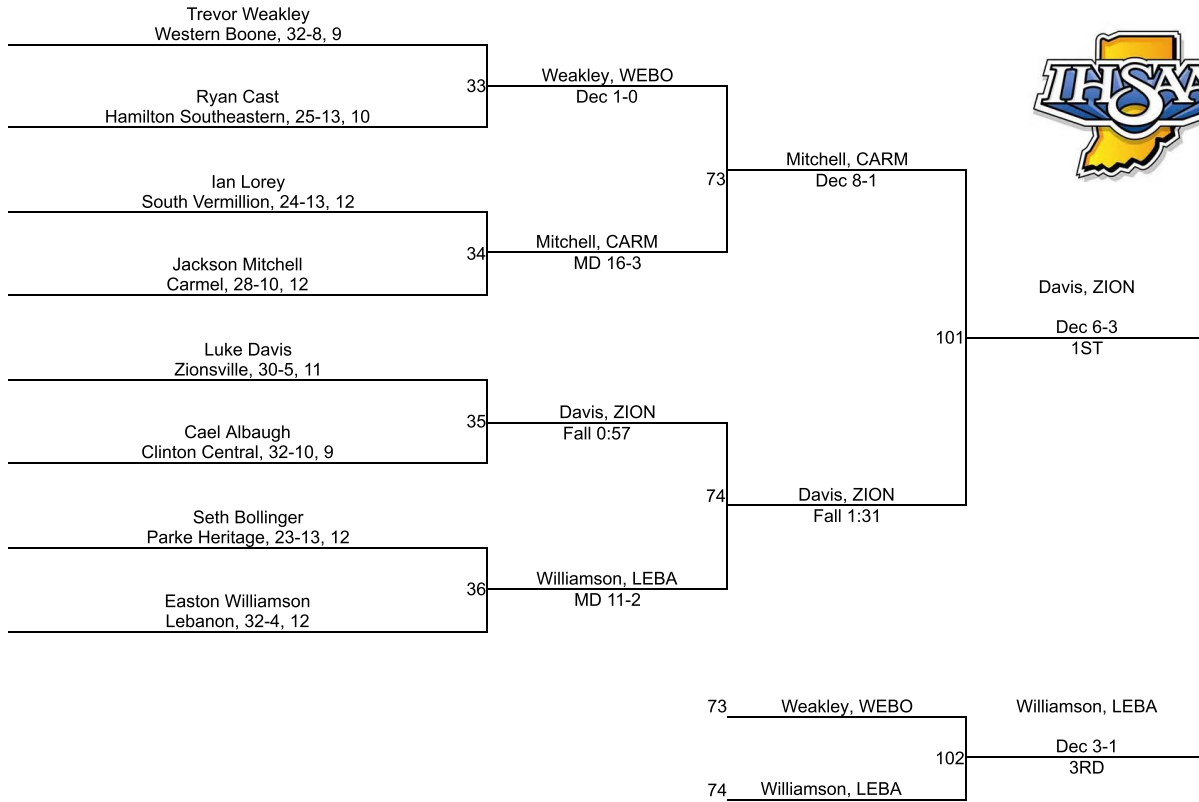 Trevor Weakley
Western Boone, 32-8, 9
33
Weakley, WEBO
Dec 1-0
Ryan Cast
Hamilton Southeastern, 25-13, 10
IHSAA
73
Mitchell, CARM
Dec 8-1
Ian Lorey
South Vermillion, 24-13, 12
34
Mitchell, CARM
MD 16-3
Jackson Mitchell
Carmel, 28-10, 12
101
Davis, ZION
Dec 6-3
1ST
Luke Davis
Zionsville, 30-5, 11
35
Davis, ZION
Fall 0:57
Cael Albaugh
Clinton Central, 32-10, 9
74
Davis, ZION
Fall 1:31
Seth Bollinger
Parke Heritage, 23-13, 12
36
Williamson, LEBA
MD 11-2
Easton Williamson
Lebanon, 32-4, 12
73
Weakley, WEBO
102
Williamson, LEBA
Dec 3-1
3RD
74
Williamson, LEBA